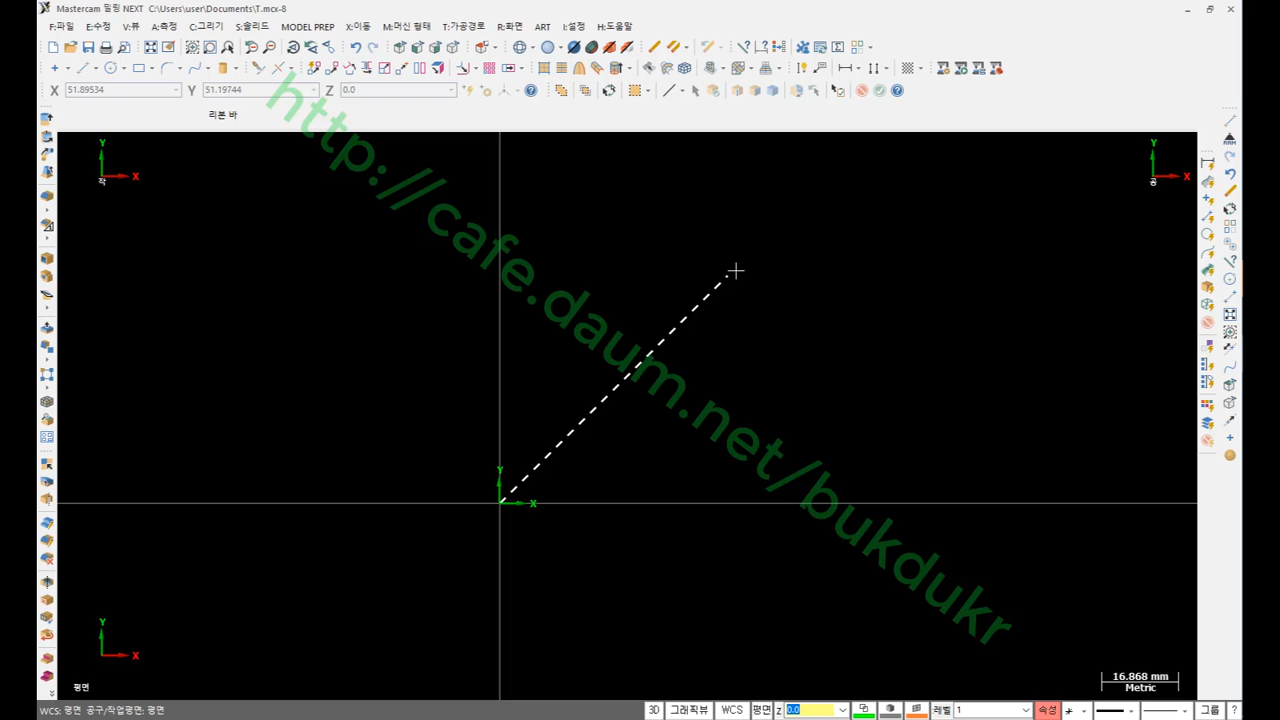 Mastercam 밀링 NEXT  C:\Users\user\Documents\T.mcx-8
F:파일 E:수정 V:뷰 A:측정 C:그리기 S:솔리드 MODEL PREP X:이동 M:머신 형태 T:가공경로 R:화면 ART I:설정 H:도움말
X 51.89534 Y 51.19744 Z 0.0
리본 바
http://cafe.daum.net/bukdukr
Y
X
작
Y
X
공
Y
X
Y
X
평면
16.868 mm
Metric
WCS: 평면 공구/작업평면: 평면 3D 그래픽뷰 WCS 평면 Z 0.0 레벨 1 속성 그룹 ?